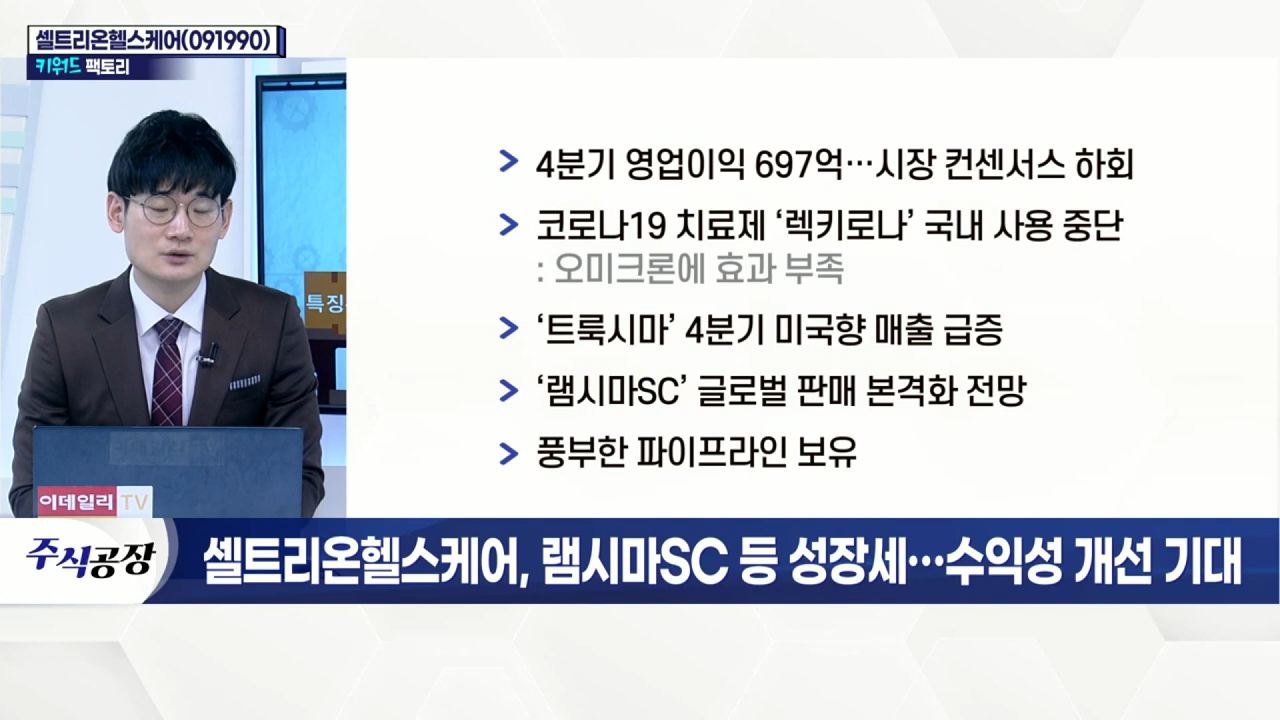 셀트리온헬스케어(091990)
키워드 팩토리
4분기 영업이익 697억…시장 컨센서스 하회
코로나19 치료제 ‘렉키로나’ 국내 사용 중단
: 오미크론에 효과 부족
‘트룩시마’ 4분기 미국향 매출 급증
‘램시마SC’ 글로벌 판매 본격화 전망
풍부한 파이프라인 보유
특징
이데일리TV
주식공장
셀트리온헬스케어, 램시마SC 등 성장세…수익성 개선 기대